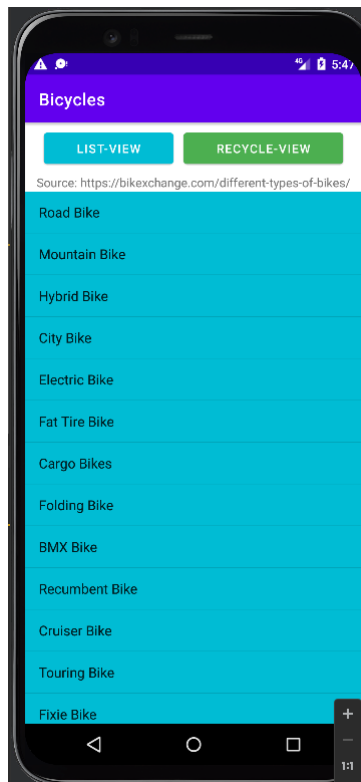 4G 5:47
Bicycles
LIST-VIEW RECYCLE-VIEW
Source: https://bikexchange.com/different-types-of-bikes/
Road Bike
Mountain Bike
Hybrid Bike
City Bike
Electric Bike
Fat Tire Bike
Cargo Bikes
Folding Bike
BMX Bike
Recumbent Bike
Cruiser Bike
Touring Bike
Fixie Bike
1:1